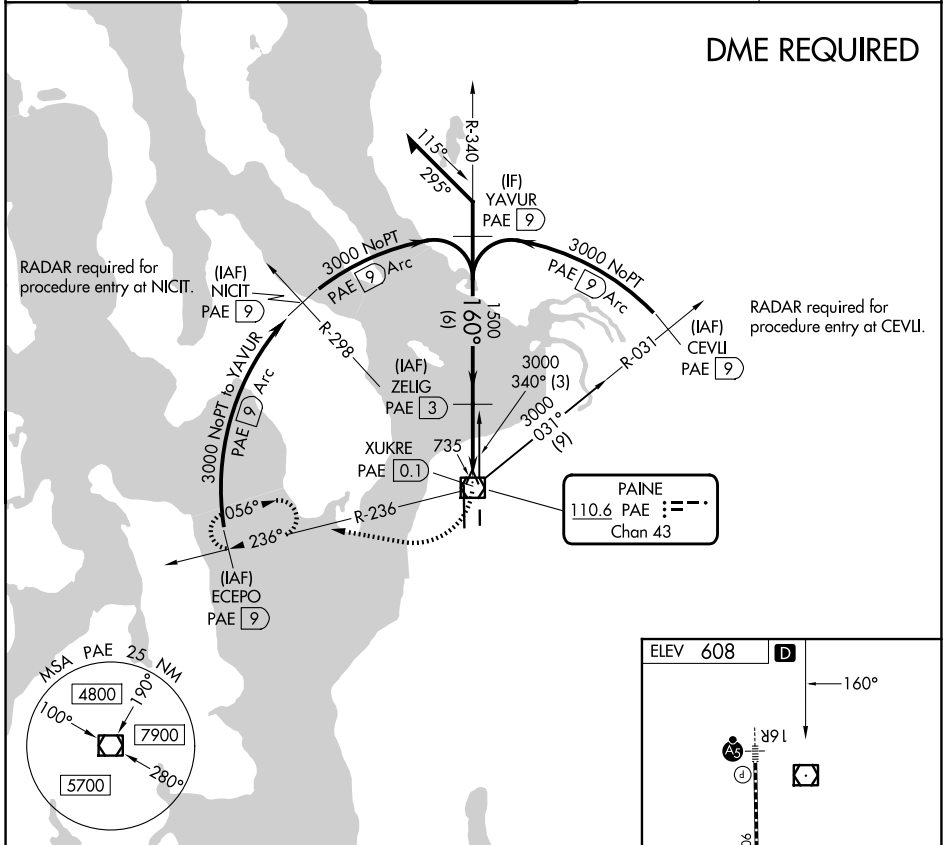 DME REQUIRED
R-340
115°
295°
(IF)
YAVUR
PAE 9
3000 NoPT
PAE 9 Arc
3000 NoPT
PAE 9 Arc
RADAR required for
procedure entry at NICIT.
(IAF)
NICIT
PAE 9
R-298
1500
160°
(6)
RADAR required for
procedure entry at CEVLI.
(IAF)
CEVLI
PAE 9
R-031
3000 NoPT to YAVUR
PAE 9 Arc
(IAF)
ZELIG
PAE 3
3000
340° (3)
3000
031°
(9)
XUKRE
PAE 0.1
735
PAINE
110.6 PAE
Chan 43
056°
236°
R-236
(IAF)
ECEPO
PAE 9
MSA PAE 25 NM
4800
190°
100°
7900
5700
280°
ELEV 608 D
160°
16R
A5
P